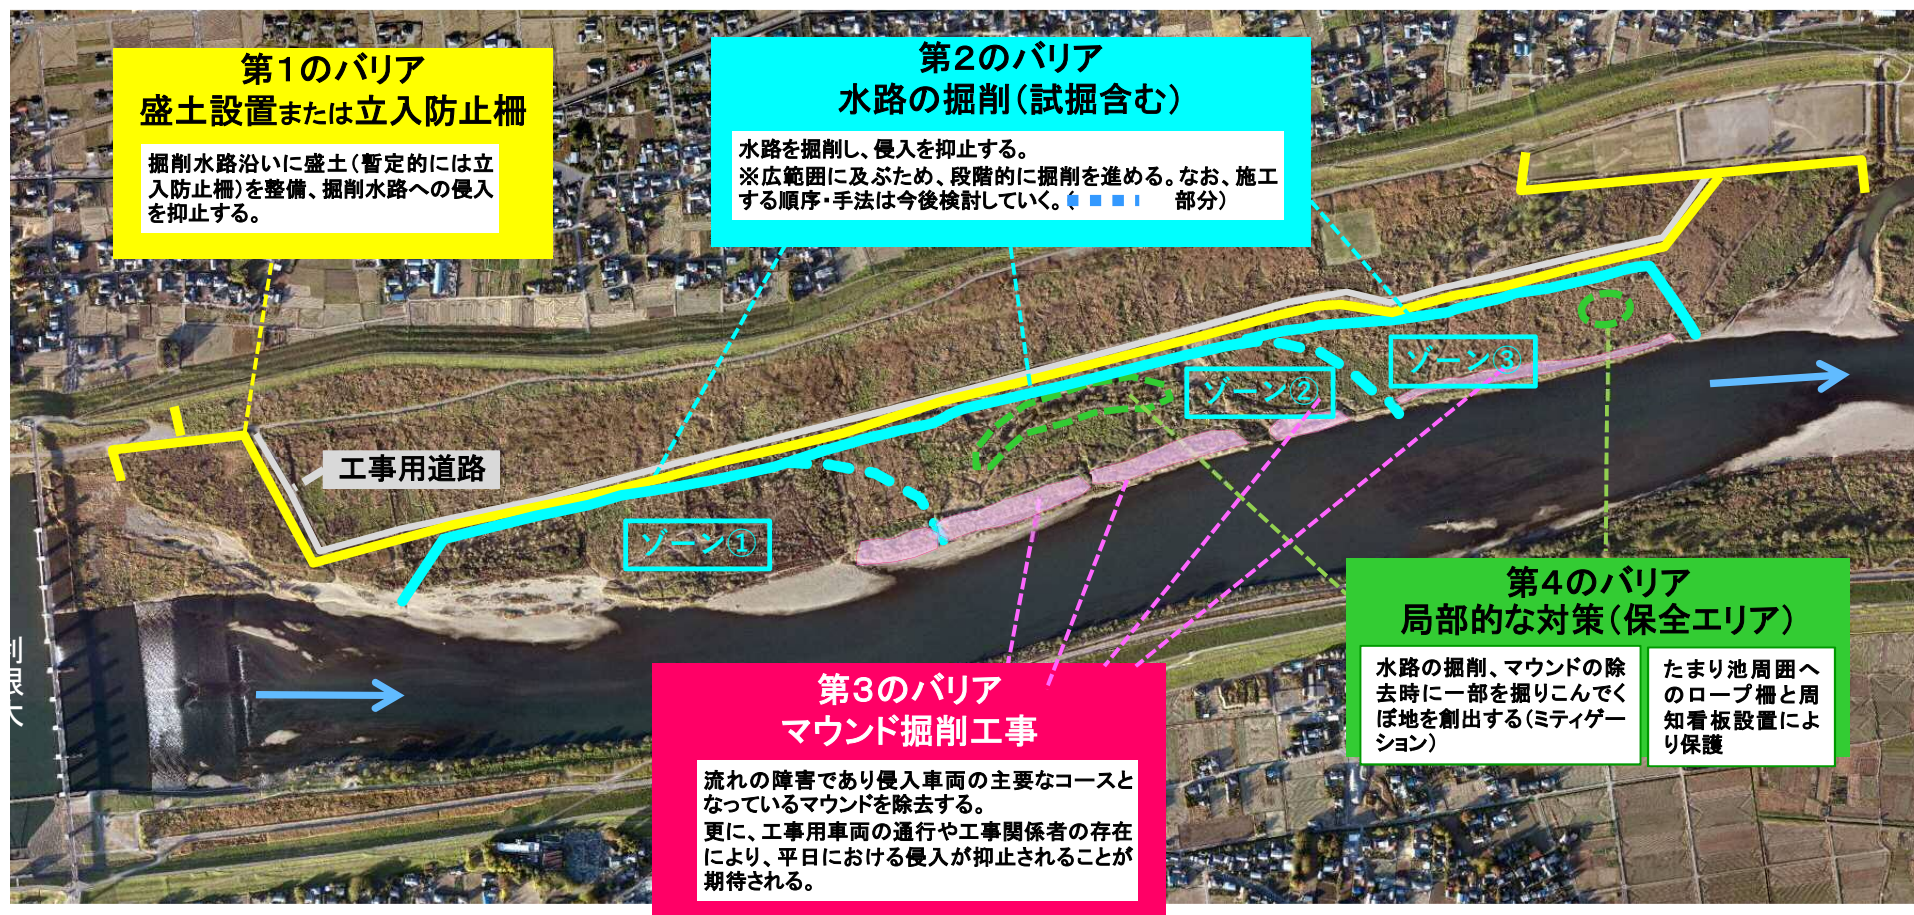 第１のバリア
盛土設置または立入防止柵
掘削水路沿いに盛土（暫定的には立
入防止柵）を整備、掘削水路への侵入
を抑止する。
第２のバリア
水路の掘削（試掘含む）
水路を掘削し、侵入を抑止する。
※広範囲に及ぶため、段階的に掘削を進める。なお、施工
する順序・手法は今後検討していく。（　　　部分）
工事用道路
ゾーン①
ゾーン②
ゾーン③
第３のバリア
マウンド掘削工事
流れの障害であり侵入車両の主要なコースと
なっているマウンドを除去する。
更に、工事用車両の通行や工事関係者の存在
により、平日における侵入が抑止されることが
期待される。
第４のバリア
局部的な対策（保全エリア）
水路の掘削、マウンドの除
去時に一部を掘りこんでく
ぼ地を創出する（ミティゲー
ション）
たまり池周囲へ
のロープ柵と周
知看板設置によ
り保護